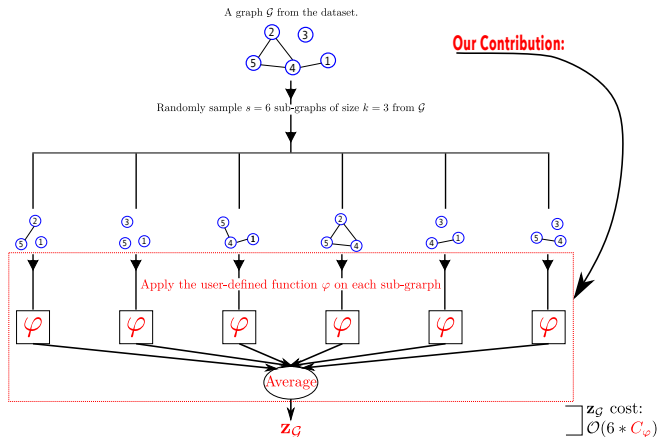 A graph 𝒢 from the dataset.
Our Contribution:
2
3
5
4
1
Randomly sample s = 6 sub-graphs of size k = 3 from 𝒢
2
5
1
3
5
1
5
4
1
2
5
4
3
4
1
3
5
4
Apply the user-defined function φ on each sub-grarph
φ
φ
φ
φ
φ
φ
Average
z𝒢
z𝒢 cost:
𝒪(6 * Cφ)